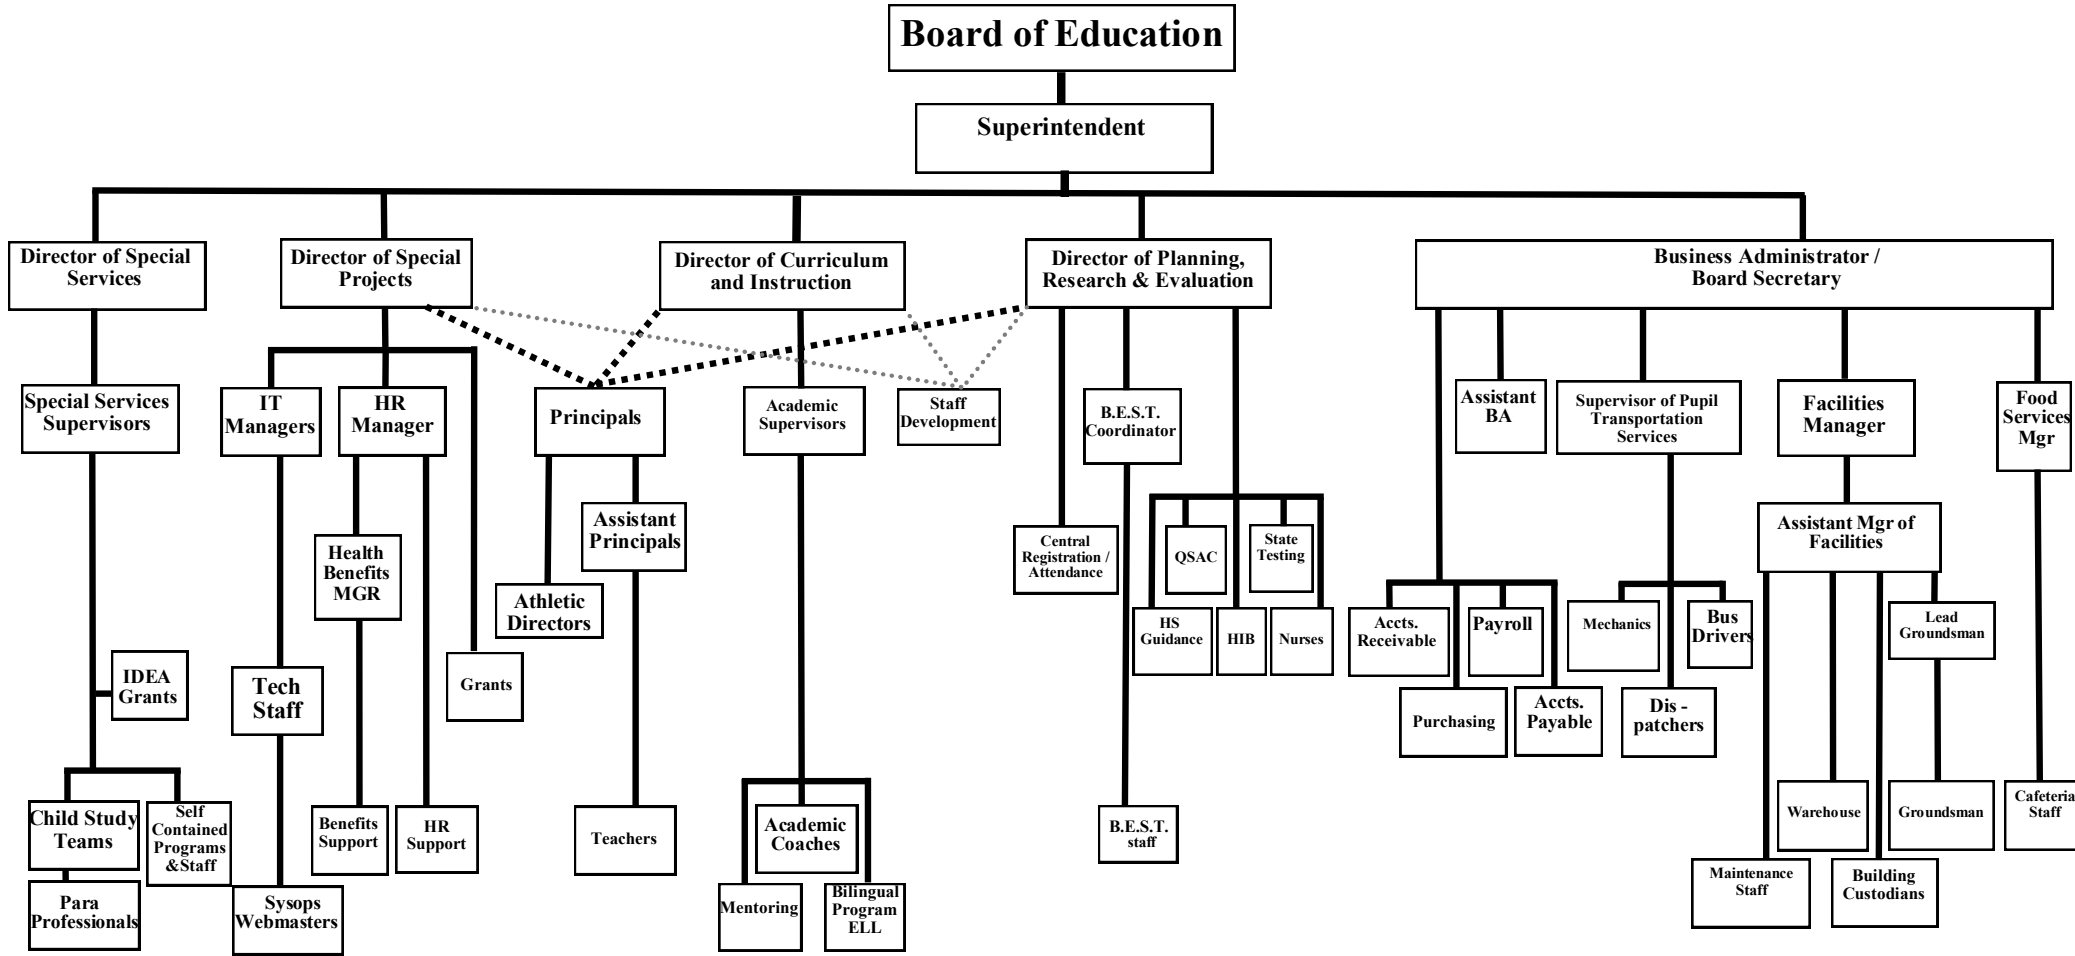 Board of Education
Superintendent
Director of Special
Services
Director of Special
Projects
Director of Curriculum
and Instruction
Director of Planning,
Research & Evaluation
Business Administrator /
Board Secretary
Special Services
Supervisors
IT
Managers
HR
Manager
Principals
Academic
Supervisors
Staff
Development
B.E.S.T.
Coordinator
Assistant
BA
Supervisor of Pupil
Transportation
Services
Facilities
Manager
Food
Services
Mgr
Health
Benefits
MGR
Athletic
Directors
Assistant
Principals
Central
Registration /
Attendance
QSAC
State
Testing
HS
Guidance
HIB
Nurses
Assistant Mgr of
Facilities
Accts.
Receivable
Payroll
Purchasing
Accts.
Payable
Mechanics
Bus
Drivers
Dis -
patchers
Lead
Groundsman
IDEA
Grants
Tech
Staff
Grants
Child Study
Teams
Self
Contained
Programs
&Staff
Benefits
Support
HR
Support
Teachers
Academic
Coaches
B.E.S.T.
staff
Warehouse
Groundsman
Cafeteria
Staff
Para
Professionals
Sysops
Webmasters
Mentoring
Bilingual
Program
ELL
Maintenance
Staff
Building
Custodians